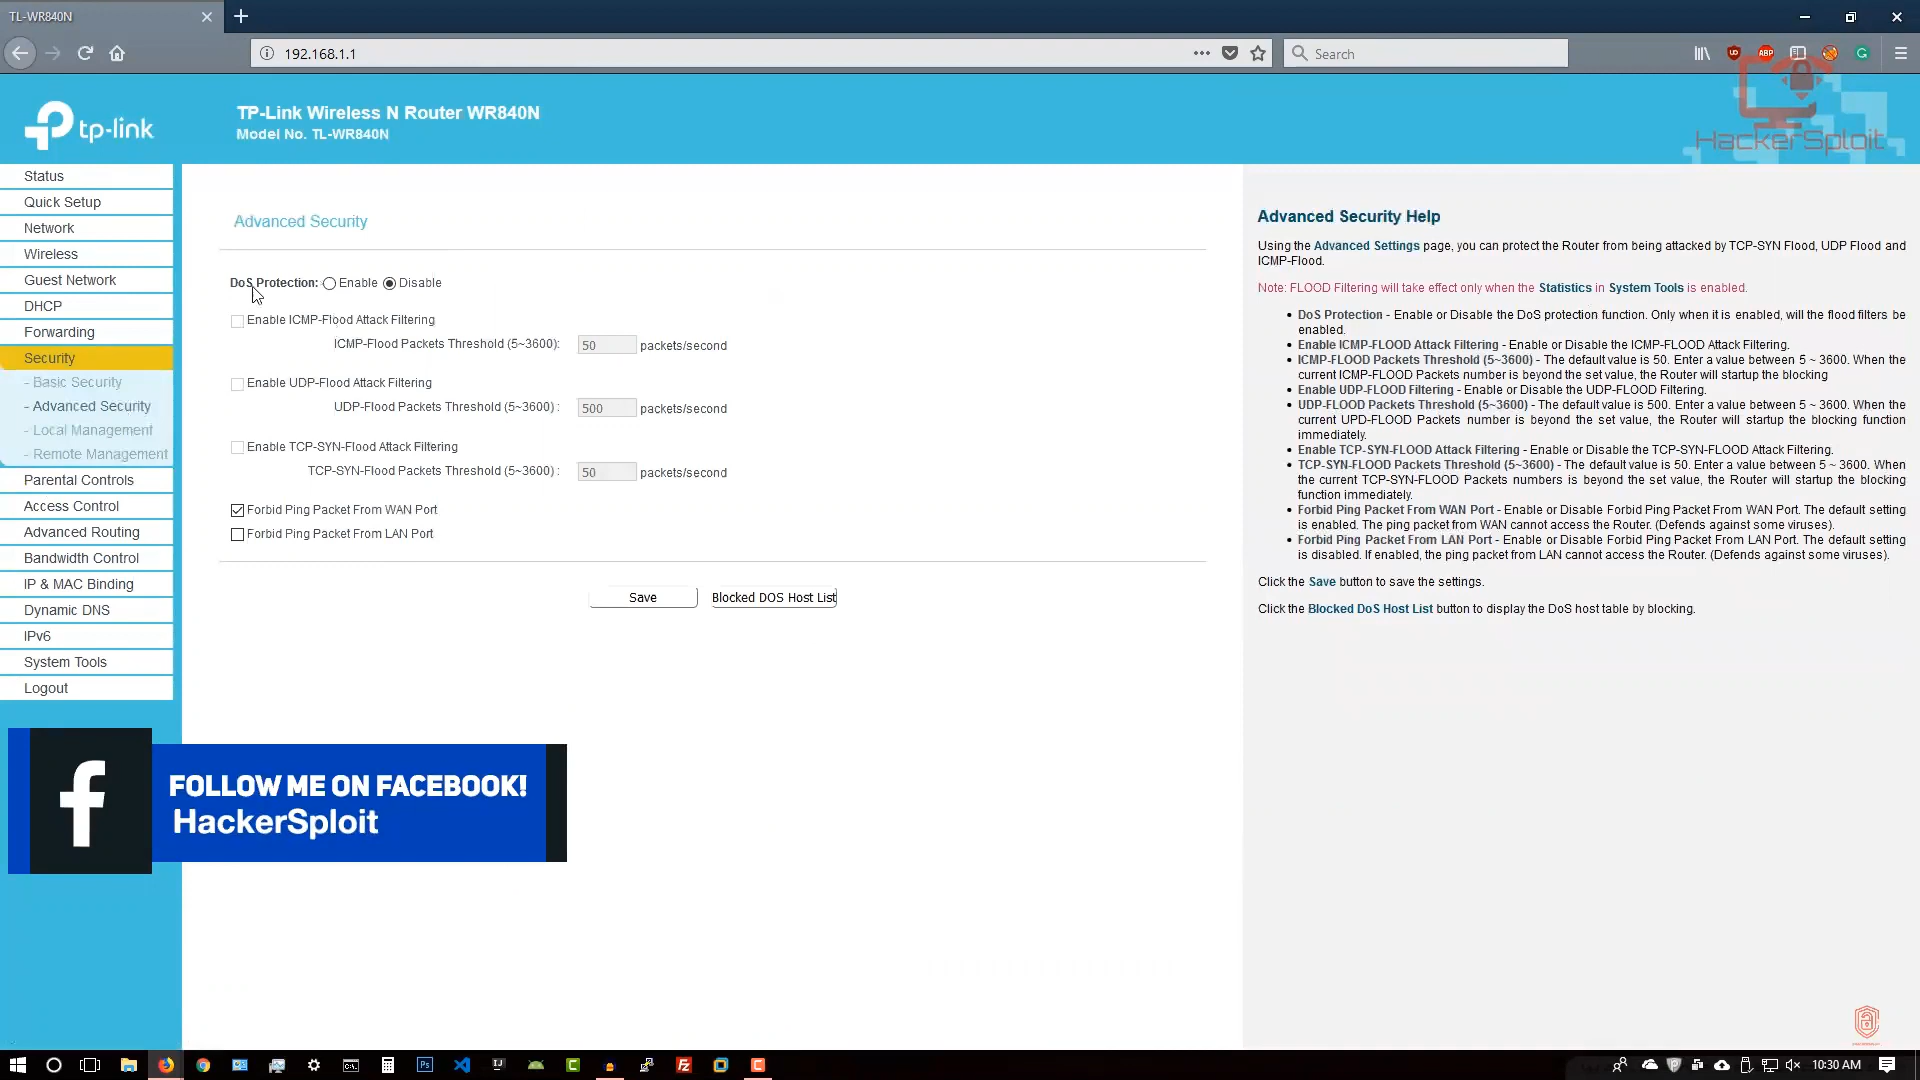 TL-WR840N
192.168.1.1
Search
tp-link
TP-Link Wireless N Router WR840N
Model No. TL-WR840N
HackerSploit
Status
Quick Setup
Network
Wireless
Guest Network
DHCP
Forwarding
Security
- Basic Security
- Advanced Security
- Local Management
- Remote Management
Parental Controls
Access Control
Advanced Routing
Bandwidth Control
IP & MAC Binding
Dynamic DNS
IPv6
System Tools
Logout
Advanced Security
DoS Protection: Enable Disable
Enable ICMP-Flood Attack Filtering
ICMP-Flood Packets Threshold (5~3600): 50 packets/second
Enable UDP-Flood Attack Filtering
UDP-Flood Packets Threshold (5~3600) : 500 packets/second
Enable TCP-SYN-Flood Attack Filtering
TCP-SYN-Flood Packets Threshold (5~3600) : 50 packets/second
Forbid Ping Packet From WAN Port
Forbid Ping Packet From LAN Port
Save Blocked DOS Host List
Advanced Security Help
Using the Advanced Settings page, you can protect the Router from being attacked by TCP-SYN Flood, UDP Flood and
ICMP-Flood.
Note: FLOOD Filtering will take effect only when the Statistics in System Tools is enabled.
• DoS Protection - Enable or Disable the DoS protection function. Only when it is enabled, will the flood filters be
enabled.
• Enable ICMP-FLOOD Attack Filtering - Enable or Disable the ICMP-FLOOD Attack Filtering.
• ICMP-FLOOD Packets Threshold (5~3600) - The default value is 50. Enter a value between 5 ~ 3600. When the
current ICMP-FLOOD Packets number is beyond the set value, the Router will startup the blocking
• Enable UDP-FLOOD Filtering - Enable or Disable the UDP-FLOOD Filtering.
• UDP-FLOOD Packets Threshold (5~3600) - The default value is 500. Enter a value between 5 ~ 3600. When the
current UPD-FLOOD Packets number is beyond the set value, the Router will startup the blocking function
immediately.
• Enable TCP-SYN-FLOOD Attack Filtering - Enable or Disable the TCP-SYN-FLOOD Attack Filtering.
• TCP-SYN-FLOOD Packets Threshold (5~3600) - The default value is 50. Enter a value between 5 ~ 3600. When
the current TCP-SYN-FLOOD Packets numbers is beyond the set value, the Router will startup the blocking
function immediately.
• Forbid Ping Packet From WAN Port - Enable or Disable Forbid Ping Packet From WAN Port. The default setting
is enabled. The ping packet from WAN cannot access the Router. (Defends against some viruses).
• Forbid Ping Packet From LAN Port - Enable or Disable Forbid Ping Packet From LAN Port. The default setting
is disabled. If enabled, the ping packet from LAN cannot access the Router. (Defends against some viruses).
Click the Save button to save the settings.
Click the Blocked DoS Host List button to display the DoS host table by blocking.
FOLLOW ME ON FACEBOOK!
HackerSploit
10:30 AM